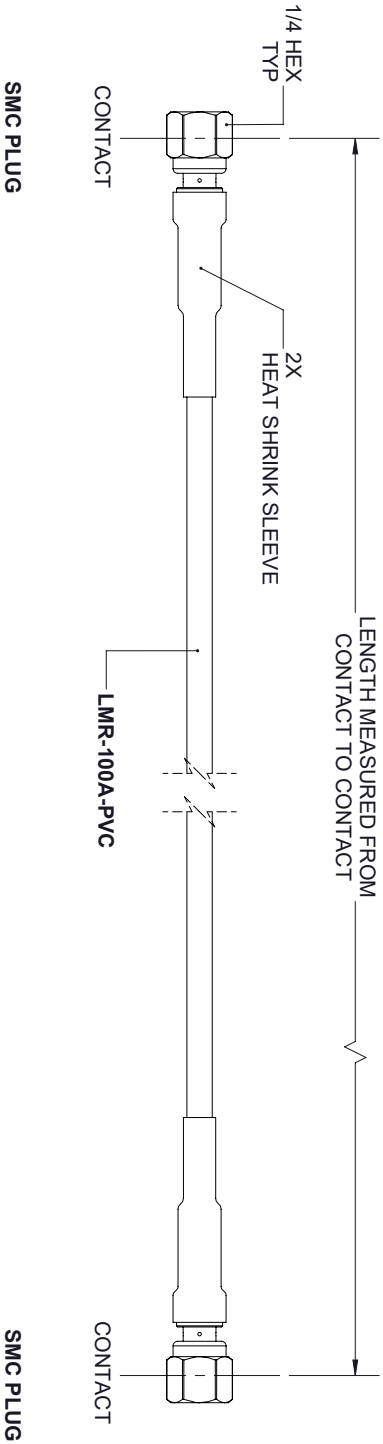 1/4 HEX
TYP
CONTACT
SMC PLUG
2X
HEAT SHRINK SLEEVE
LENGTH MEASURED FROM
CONTACT TO CONTACT
LMR-100A-PVC
CONTACT
SMC PLUG